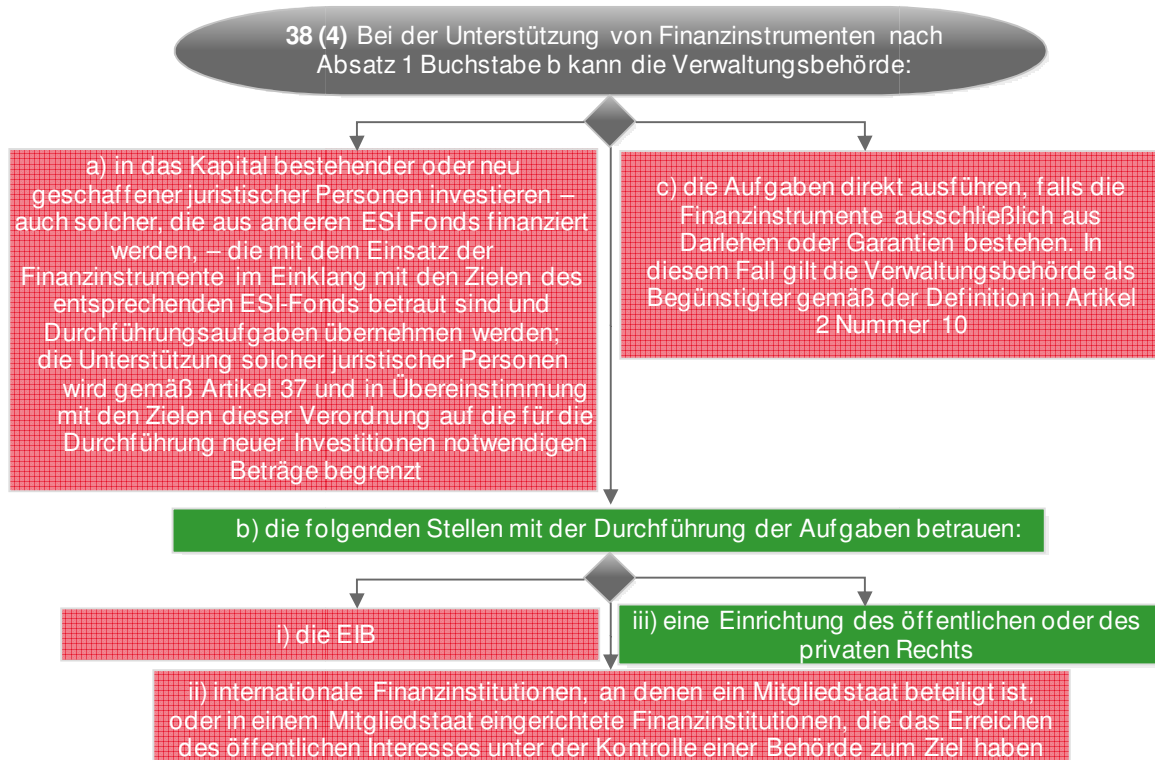 38 (4) Bei der Unterstützung von Finanzinstrumenten nach
Absatz 1 Buchstabe b kann die Verwaltungsbehörde:
a) in das Kapital bestehender oder neu
geschaffener juristischer Personen investieren –
auch solcher, die aus anderen ESI Fonds finanziert
werden, – die mit dem Einsatz der
Finanzinstrumente im Einklang mit den Zielen des
entsprechenden ESI-Fonds betraut sind und
Durchführungsaufgaben übernehmen werden;
die Unterstützung solcher juristischer Personen
wird gemäß Artikel 37 und in Übereinstimmung
mit den Zielen dieser Verordnung auf die für die
Durchführung neuer Investitionen notwendigen
Beträge begrenzt
c) die Aufgaben direkt ausführen, falls die
Finanzinstrumente ausschließlich aus
Darlehen oder Garantien bestehen. In
diesem Fall gilt die Verwaltungsbehörde als
Begünstigter gemäß der Definition in Artikel
2 Nummer 10
b) die folgenden Stellen mit der Durchführung der Aufgaben betrauen:
i) die EIB
iii) eine Einrichtung des öffentlichen oder des
privaten Rechts
ii) internationale Finanzinstitutionen, an denen ein Mitgliedstaat beteiligt ist,
oder in einem Mitgliedstaat eingerichtete Finanzinstitutionen, die das Erreichen
des öffentlichen Interesses unter der Kontrolle einer Behörde zum Ziel haben